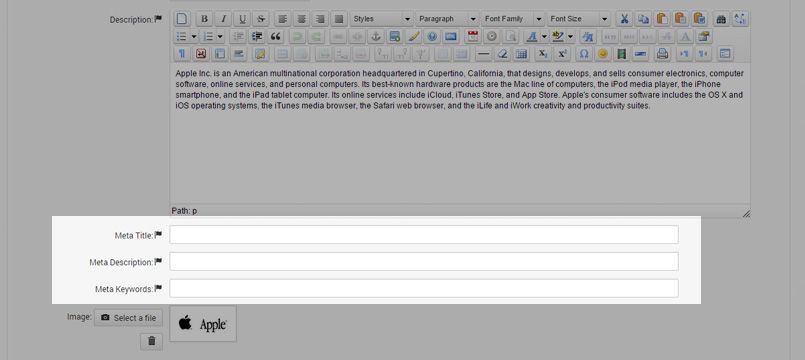 Description:
Styles Paragraph Font Family Font Size
Apple Inc. is an American multinational corporation headquartered in Cupertino, California, that designs, develops, and sells consumer electronics, computer
software, online services, and personal computers. Its best-known hardware products are the Mac line of computers, the iPod media player, the iPhone
smartphone, and the iPad tablet computer. Its online services include iCloud, iTunes Store, and App Store. Apple's consumer software includes the OS X and
iOS operating systems, the iTunes media browser, the Safari web browser, and the iLife and iWork creativity and productivity suites.
Path: p
Meta Title:
Meta Description:
Meta Keywords:
Image: Select a file
Apple